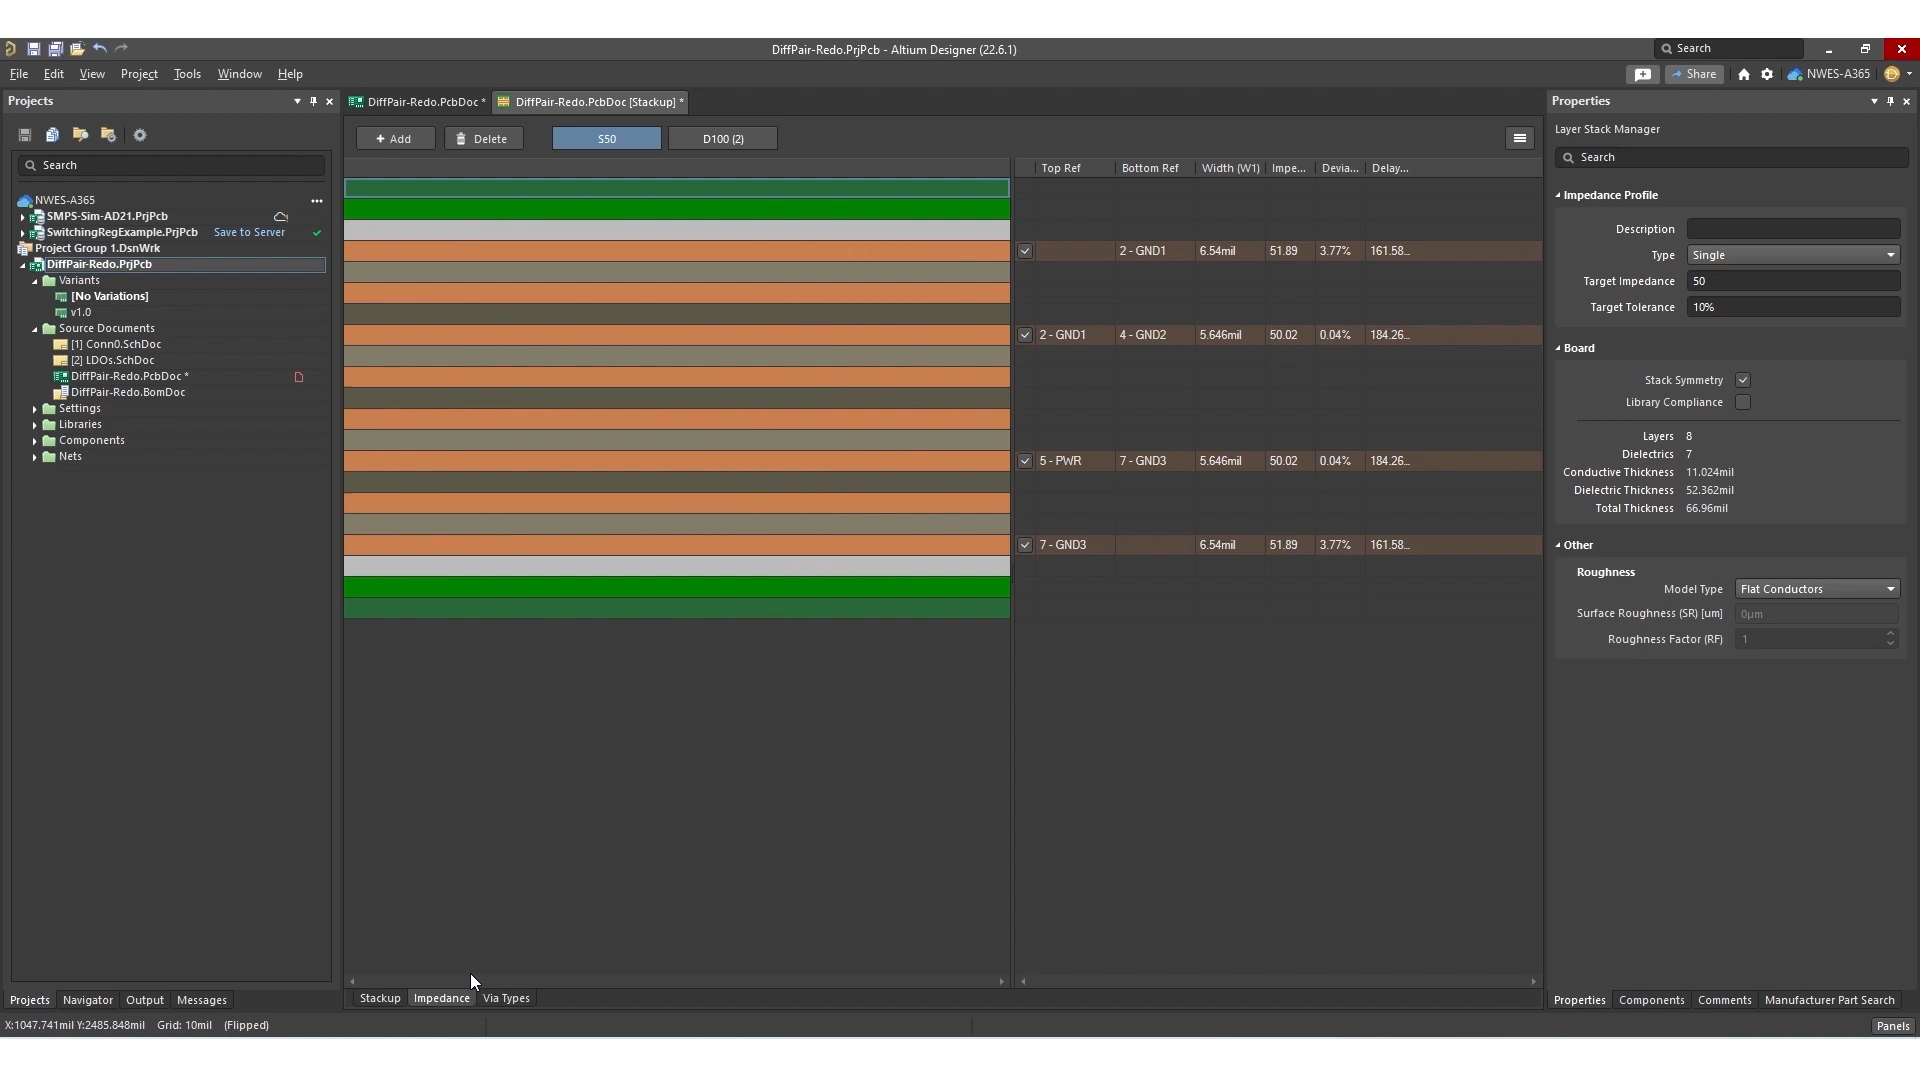 DiffPair-Redo.PrjPcb - Altium Designer (22.6.1)
Search
File Edit View Project Tools Window Help
Share
NWES-A365
Projects
DiffPair-Redo.PcbDoc *
DiffPair-Redo.PcbDoc [Stackup] *
Properties
Layer Stack Manager
+ Add
Delete
S50
D100 (2)
Search
Search
Top Ref Bottom Ref Width (W1) Impe... Devia... Delay...
NWES-A365
SMPS-Sim-AD21.PrjPcb
SwitchingRegExample.PrjPcb Save to Server
Project Group 1.DsnWrk
DiffPair-Redo.PrjPcb
Variants
[No Variations]
v1.0
Source Documents
[1] Conn0.SchDoc
[2] LDOs.SchDoc
DiffPair-Redo.PcbDoc *
DiffPair-Redo.BomDoc
Settings
Libraries
Components
Nets
2 - GND1 6.54mil 51.89 3.77% 161.58...
2 - GND1 4 - GND2 5.646mil 50.02 0.04% 184.26...
5 - PWR 7 - GND3 5.646mil 50.02 0.04% 184.26...
7 - GND3 6.54mil 51.89 3.77% 161.58...
Impedance Profile
Description
Type Single
Target Impedance 50
Target Tolerance 10%
Board
Stack Symmetry
Library Compliance
Layers 8
Dielectrics 7
Conductive Thickness 11.024mil
Dielectric Thickness 52.362mil
Total Thickness 66.96mil
Other
Roughness
Model Type Flat Conductors
Surface Roughness (SR) [um] 0µm
Roughness Factor (RF) 1
Projects Navigator Output Messages
Stackup Impedance Via Types
Properties Components Comments Manufacturer Part Search
X:1047.741mil Y:2485.848mil Grid: 10mil (Flipped)
Panels